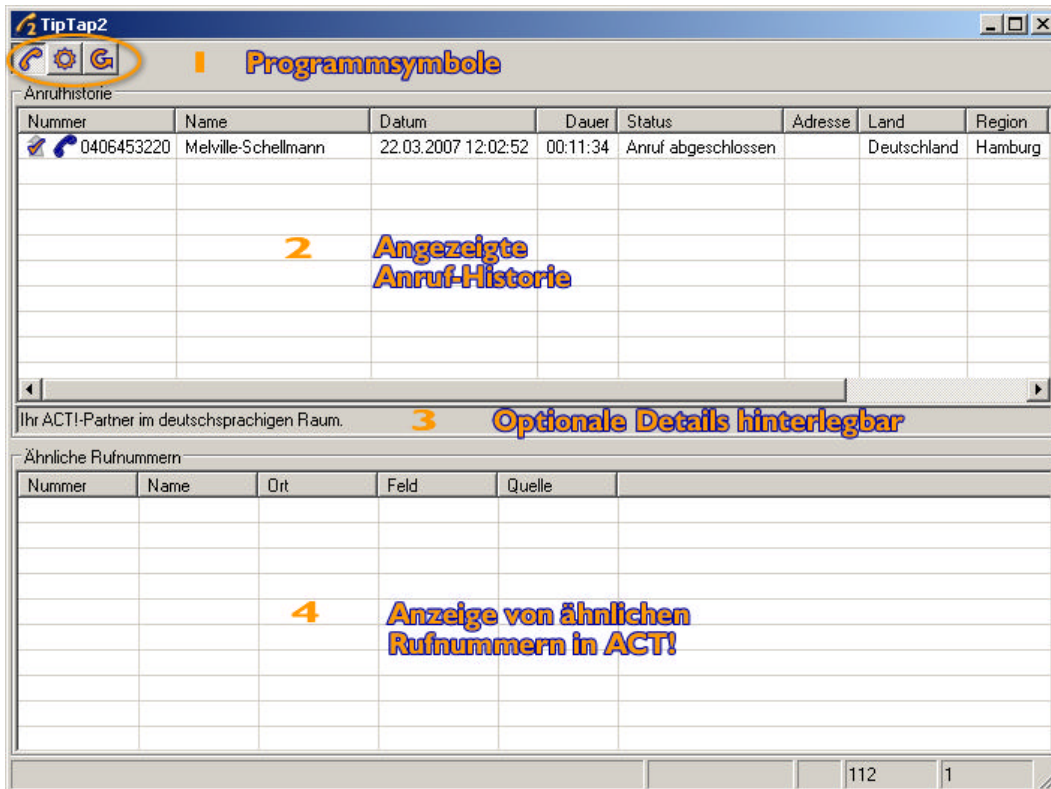 TipTap2
1 Programmsymbole
Anrufhistorie
Nummer Name Datum Dauer Status Adresse Land Region
0406453220 Melville-Schellmann 22.03.2007 12:02:52 00:11:34 Anruf abgeschlossen Deutschland Hamburg
2 Angezeigte
Anruf-Historie
Ihr ACT!-Partner im deutschsprachigen Raum. 3 Optionale Details hinterlegbar
Ähnliche Rufnummern
Nummer Name Ort Feld Quelle
4 Anzeige von ähnlichen
Rufnummern in ACT!
112 1